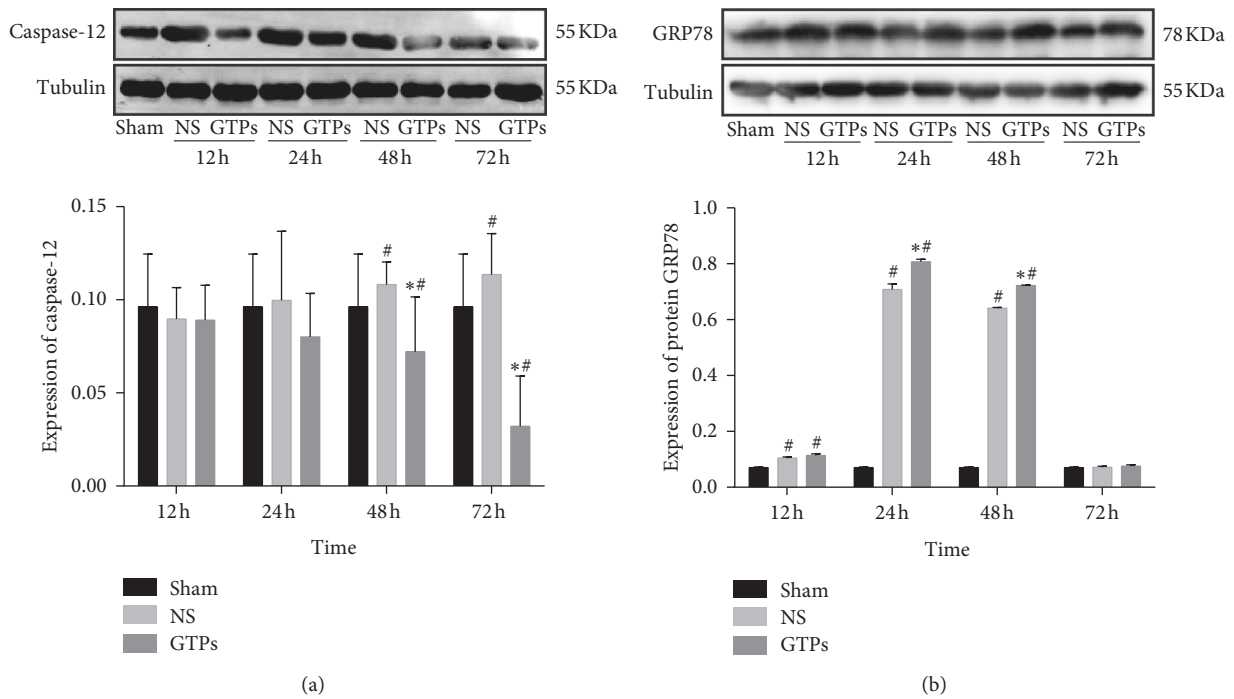 Caspase-12 55 KDa
Tubulin 55 KDa
Sham NS GTPs NS GTPs NS GTPs NS GTPs
12 h 24 h 48 h 72 h
Expression of caspase-12
0.15
0.10
0.05
0.00
# *# # *#
12 h 24 h 48 h 72 h
Time
Sham
NS
GTPs
(a)
GRP78 78 KDa
Tubulin 55 KDa
Sham NS GTPs NS GTPs NS GTPs NS GTPs
12 h 24 h 48 h 72 h
Expression of protein GRP78
1.0
0.8
0.6
0.4
0.2
0.0
# # # *# # *#
12 h 24 h 48 h 72 h
Time
Sham
NS
GTPs
(b)